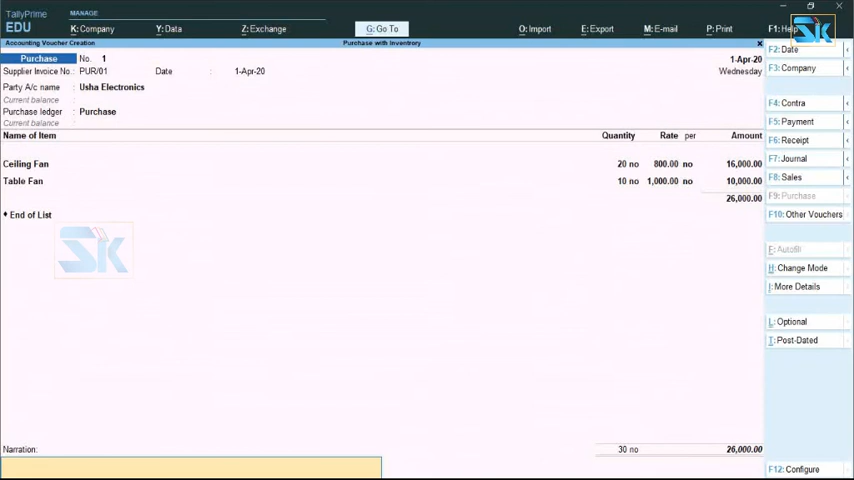 TallyPrime MANAGE
EDU K: Company Y: Data Z: Exchange G: Go To O: Import E: Export M: E-mail P: Print F1: Help
Accounting Voucher Creation Purchase with Inventory ×
Purchase No. 1 1-Apr-20
Supplier Invoice No.: PUR/01 Date : 1-Apr-20 Wednesday
Party A/c name : Usha Electronics
Current balance :
Purchase ledger : Purchase
Current balance :
Name of Item Quantity Rate per Amount
Ceiling Fan 20 no 800.00 no 16,000.00
Table Fan 10 no 1,000.00 no 10,000.00
26,000.00
♦ End of List
SK
Narration: 30 no 26,000.00
SK
F2: Date
F3: Company
F4: Contra
F5: Payment
F6: Receipt
F7: Journal
F8: Sales
F9: Purchase
F10: Other Vouchers
E: Autofill
H: Change Mode
I: More Details
L: Optional
T: Post-Dated
F12: Configure